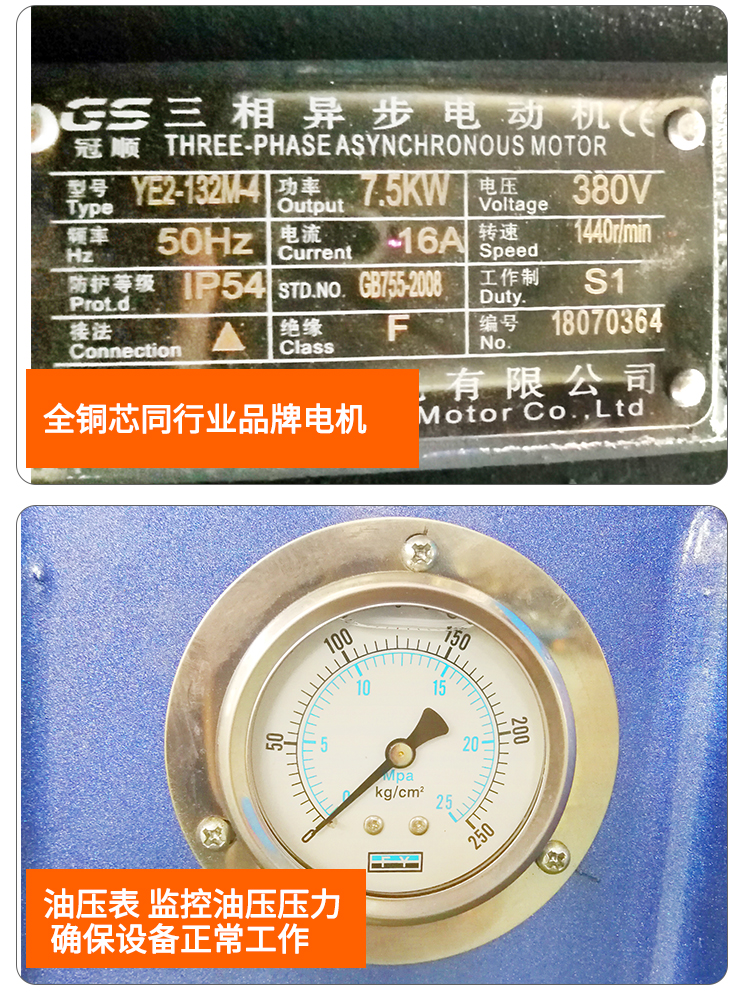 GS 三相异步电动机 CE
冠顺 THREE-PHASE ASYNCHRONOUS MOTOR
型号 Type YE2-132M-4 功率 Output 7.5KW 电压 Voltage 380V
频率 Hz 50Hz 电流 Current 16A 转速 Speed 1440r/min
防护等级 Prot.d IP54 STD.NO. GB755-2008 工作制 Duty. S1
接法 Connection 绝缘 Class F 编号 No. 18070364
有限公司
Motor Co.,Ltd.
全铜芯同行业品牌电机
100 150
10 15
50 5 20 200
Mpa
kg/cm²
0 25
0 250
FY
油压表 监控油压压力
确保设备正常工作